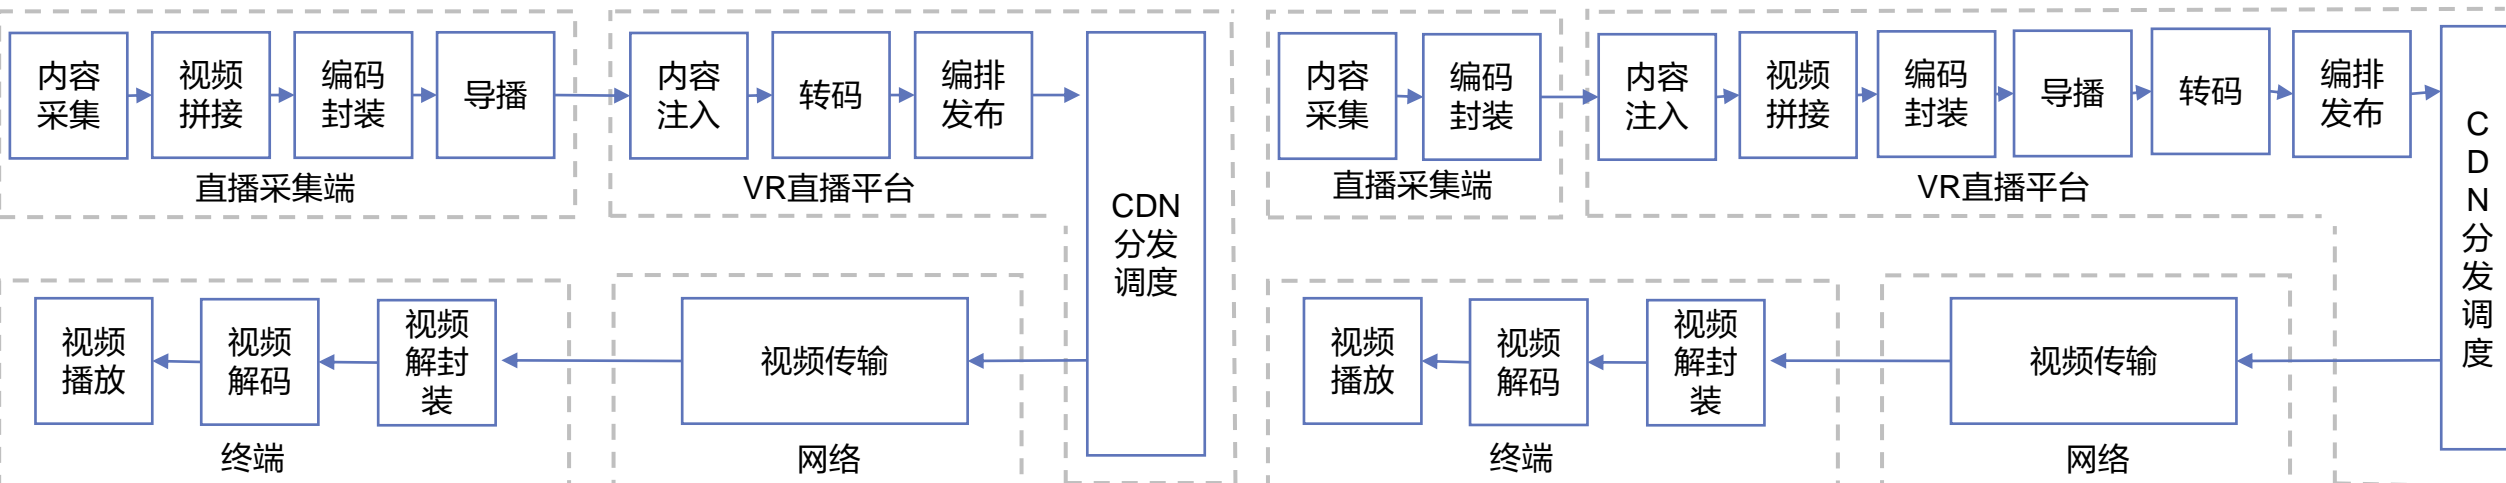 内容
采集
视频
拼接
编码
封装
导播
直播采集端
内容
注入
转码
编排
发布
VR直播平台
CDN
分发
调度
视频
播放
视频
解码
视频
解封
装
终端
视频传输
网络
内容
采集
编码
封装
直播采集端
内容
注入
视频
拼接
编码
封装
导播
转码
编排
发布
VR直播平台
C
D
N
分
发
调
度
视频
播放
视频
解码
视频
解封
装
终端
视频传输
网络